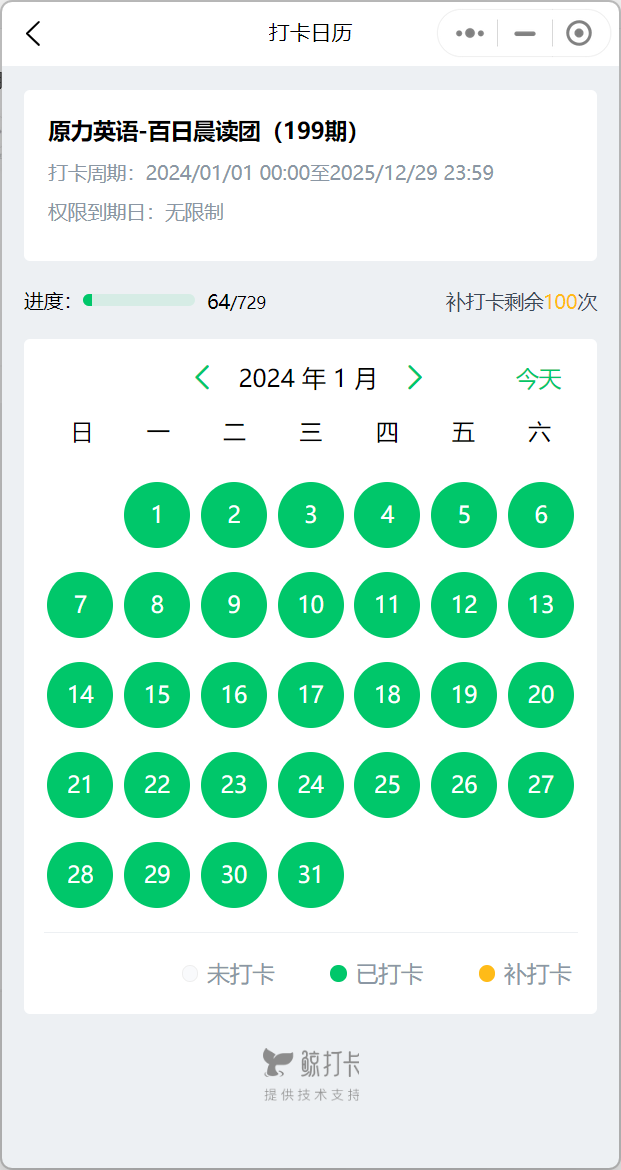 打卡日历
原力英语-百日晨读团（199期）
打卡周期：2024/01/01 00:00至2025/12/29 23:59
权限到期日：无限制
进度： 64/729 补打卡剩余100次
2024 年 1 月 今天
日 一 二 三 四 五 六
1 2 3 4 5 6
7 8 9 10 11 12 13
14 15 16 17 18 19 20
21 22 23 24 25 26 27
28 29 30 31
未打卡 已打卡 补打卡
鲸打卡
提供技术支持